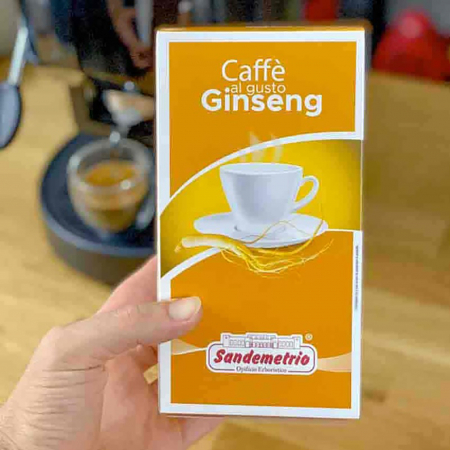 Caffè
al gusto
Ginseng
Sandemetrio
®
Opificio Erboristico